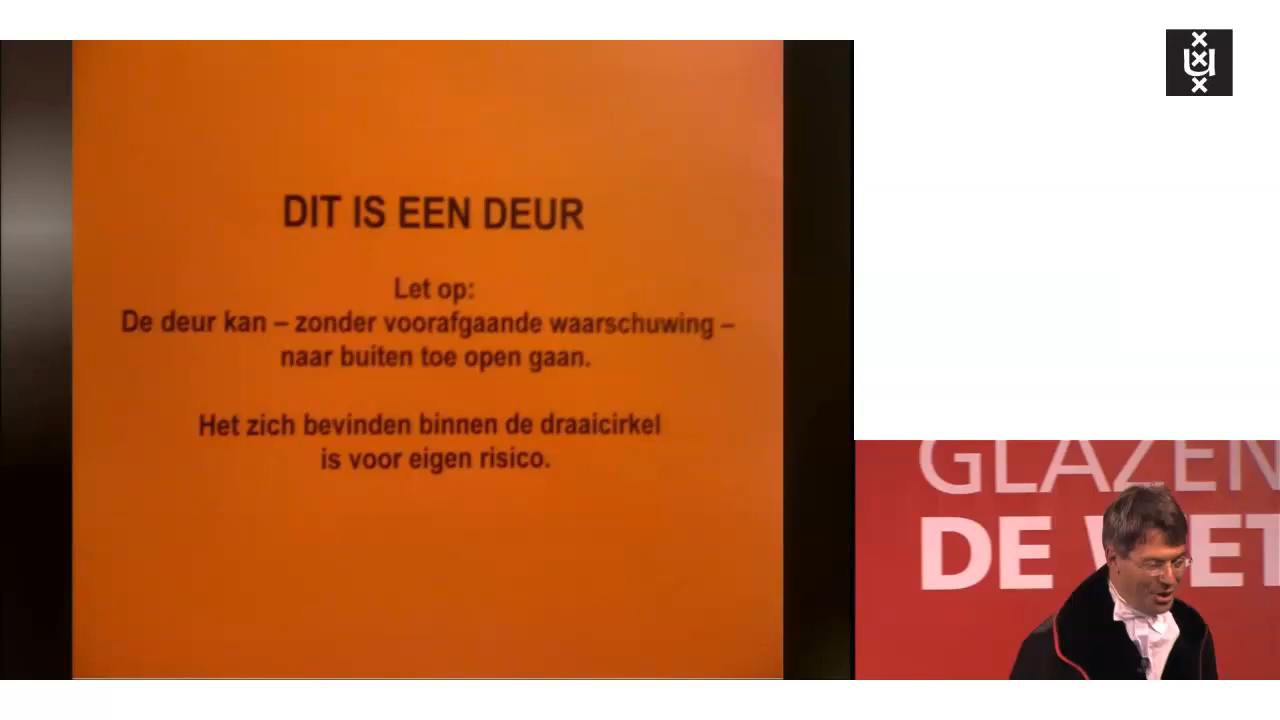 DIT IS EEN DEUR
Let op:
De deur kan – zonder voorafgaande waarschuwing –
naar buiten toe open gaan.
Het zich bevinden binnen de draaicirkel
is voor eigen risico.
GLAZEN
DE